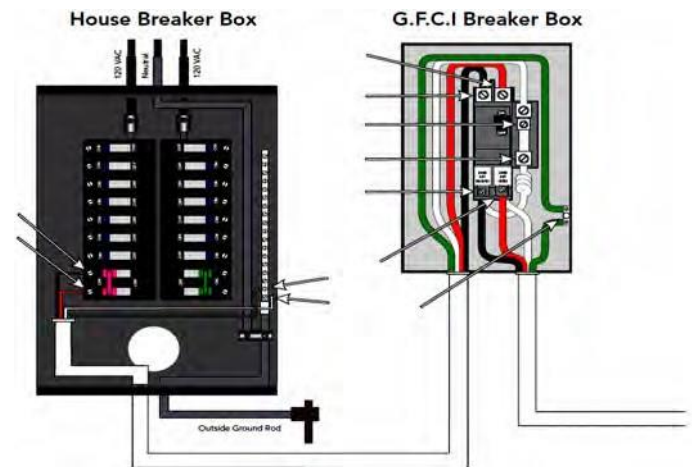 House Breaker Box
G.F.C.I Breaker Box
120 VAC
Neutral
120 VAC
Outside Ground Rod